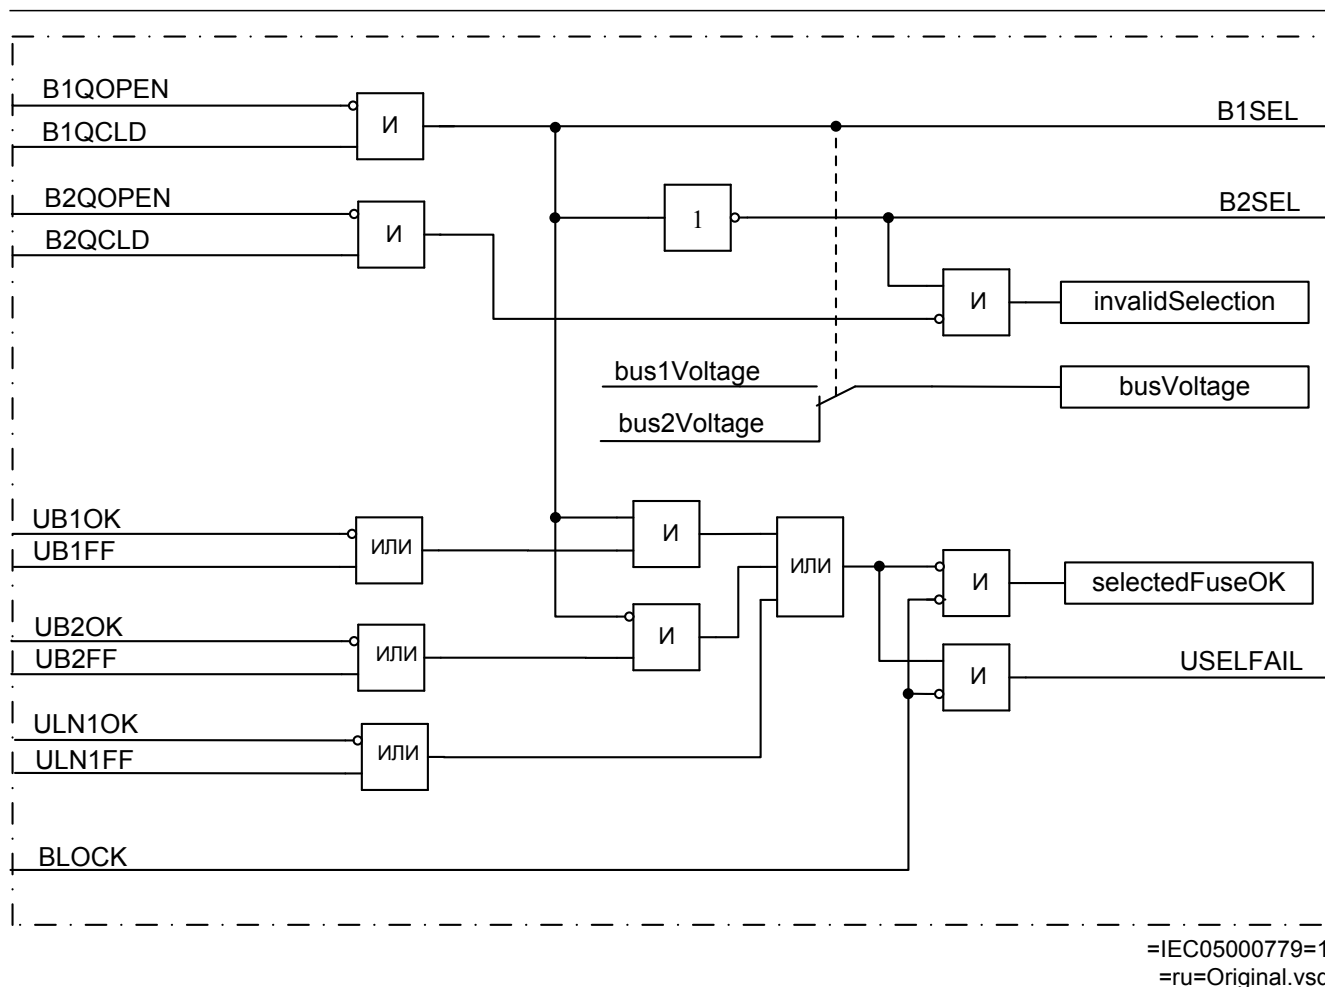 B1QOPEN
B1QCLD
И
B1SEL
B2QOPEN
B2QCLD
И
1
B2SEL
И
invalidSelection
bus1Voltage
bus2Voltage
busVoltage
UB1OK
UB1FF
ИЛИ
И
ИЛИ
И
selectedFuseOK
UB2OK
UB2FF
ИЛИ
И
И
USELFAIL
ULN1OK
ULN1FF
ИЛИ
BLOCK
=IEC05000779=1
=ru=Original.vsd